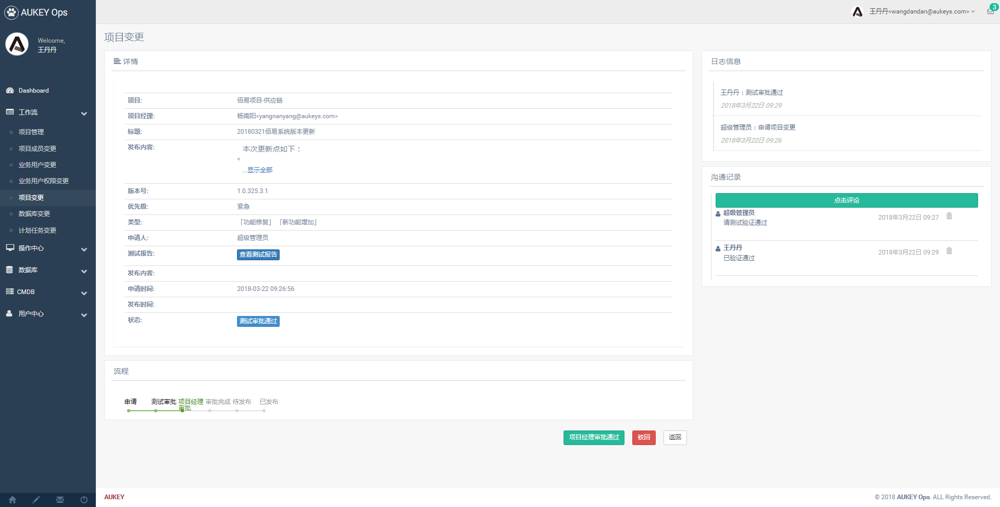 AUKEY Ops
Welcome,
王丹丹
Dashboard
工作流
项目管理
项目成员变更
业务用户变更
业务用户权限变更
项目变更
数据库变更
计划任务变更
操作中心
数据库
CMDB
用户中心
王丹丹<wangdandan@aukeys.com>
3
项目变更
详情
项目: 佰易项目-供应链
项目经理: 杨南阳<yangnanyang@aukeys.com>
标题: 20180321佰易系统版本更新
发布内容: 本次更新点如下：
<
...显示全部
版本号: 1.0.325.3.1
优先级: 紧急
类型: 「功能修复」 「新功能增加」
申请人: 超级管理员
测试报告: 查看测试报告
发布内容:
申请时间: 2018-03-22 09:26:56
发布时间:
状态: 测试审批通过
流程
申请 测试审批 项目经理审批 审批完成 待发布 已发布
项目经理审批通过 驳回 返回
日志信息
王丹丹：测试审批通过
2018年3月22日 09:29
超级管理员：申请项目变更
2018年3月22日 09:26
沟通记录
点击评论
超级管理员 2018年3月22日 09:27
请测试验证通过
王丹丹 2018年3月22日 09:29
已验证通过
AUKEY
© 2018 AUKEY Ops. ALL Rights Reserved.